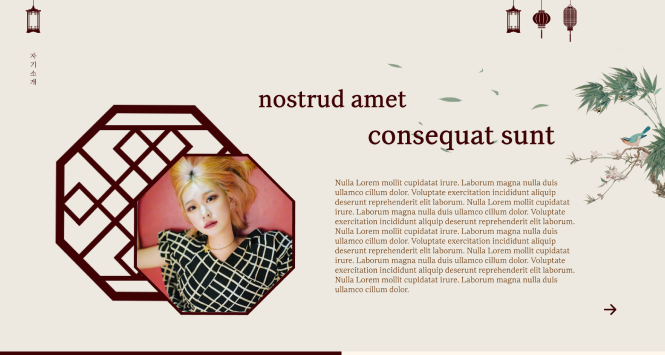 자기소개
nostrud amet
consequat sunt
Nulla Lorem mollit cupidatat irure. Laborum magna nulla duis
ullamco cillum dolor. Voluptate exercitation incididunt aliquip
deserunt reprehenderit elit laborum. Nulla Lorem mollit cupidatat
irure. Laborum magna nulla duis ullamco cillum dolor. Voluptate
exercitation incididunt aliquip deserunt reprehenderit elit laborum.
Nulla Lorem mollit cupidatat irure. Laborum magna nulla duis
ullamco cillum dolor. Voluptate exercitation incididunt aliquip
deserunt reprehenderit elit laborum. Nulla Lorem mollit cupidatat
irure. Laborum magna nulla duis ullamco cillum dolor. Voluptate
exercitation incididunt aliquip deserunt reprehenderit elit laborum.
Nulla Lorem mollit cupidatat irure. Laborum magna nulla duis
ullamco cillum dolor.